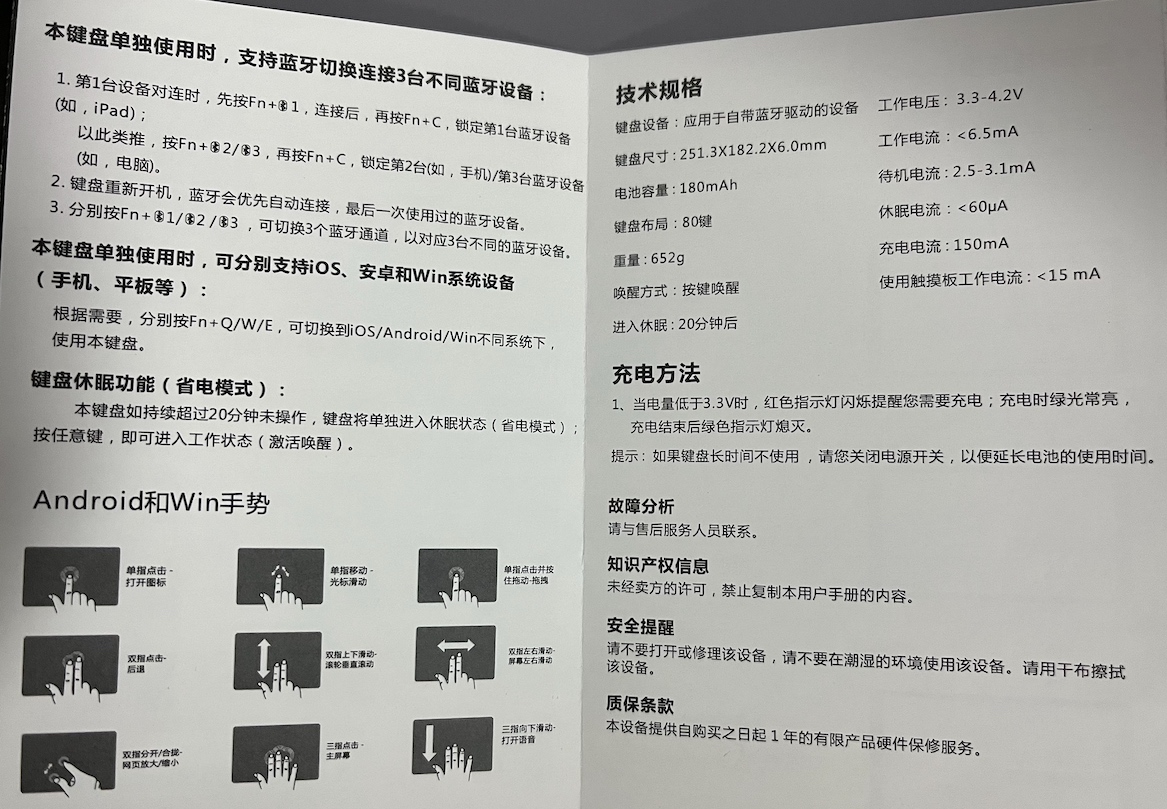 本键盘单独使用时，支持蓝牙切换连接3台不同蓝牙设备：
1. 第1台设备对连时，先按Fn+1，连接后，再按Fn+C，锁定第1台蓝牙设备
(如，iPad)；
以此类推，按Fn+2/3，再按Fn+C，锁定第2台(如，手机)/第3台蓝牙设备
(如，电脑)。
2. 键盘重新开机，蓝牙会优先自动连接，最后一次使用过的蓝牙设备。
3. 分别按Fn+1/2/3，可切换3个蓝牙通道，以对应3台不同的蓝牙设备。
本键盘单独使用时，可分别支持iOS、安卓和Win系统设备
（手机、平板等）：
根据需要，分别按Fn+Q/W/E，可切换到iOS/Android/Win不同系统下，
使用本键盘。
键盘休眠功能（省电模式）：
本键盘如持续超过20分钟未操作，键盘将单独进入休眠状态（省电模式）；
按任意键，即可进入工作状态（激活唤醒）。
Android和Win手势
单指点击-
打开图标
单指移动-
光标滑动
单指点击并按
住拖动-拖拽
双指点击-
后退
双指上下滑动-
滚轮垂直滚动
双指左右滑动-
屏幕左右滑动
双指分开/合拢-
网页放大/缩小
三指点击-
主屏幕
三指向下滑动-
打开语音
技术规格
键盘设备：应用于自带蓝牙驱动的设备
键盘尺寸：251.3X182.2X6.0mm
电池容量：180mAh
键盘布局：80键
重量：652g
唤醒方式：按键唤醒
进入休眠：20分钟后
工作电压：3.3-4.2V
工作电流：<6.5mA
待机电流：2.5-3.1mA
休眠电流：<60μA
充电电流：150mA
使用触摸板工作电流：<15 mA
充电方法
1、当电量低于3.3V时，红色指示灯闪烁提醒您需要充电；充电时绿光常亮，
充电结束后绿色指示灯熄灭。
提示：如果键盘长时间不使用，请您关闭电源开关，以便延长电池的使用时间。
故障分析
请与售后服务人员联系。
知识产权信息
未经卖方的许可，禁止复制本用户手册的内容。
安全提醒
请不要打开或修理该设备，请不要在潮湿的环境使用该设备。请用干布擦拭
该设备。
质保条款
本设备提供自购买之日起 1 年的有限产品硬件保修服务。